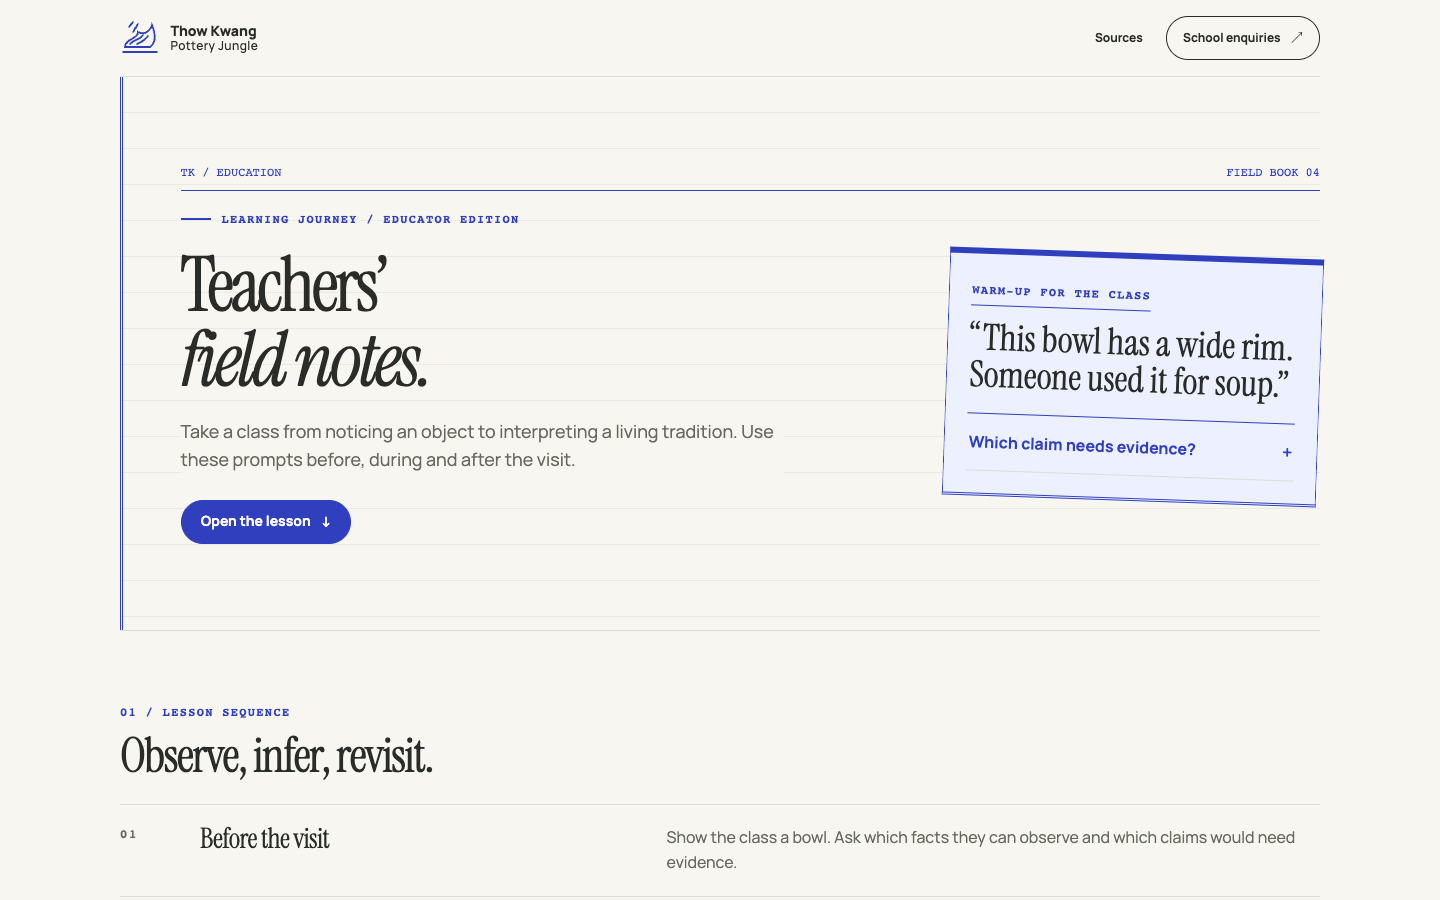 Thow Kwang
Pottery Jungle
Sources
School enquiries ↗
TK / EDUCATION
FIELD BOOK 04
LEARNING JOURNEY / EDUCATOR EDITION
Teachers’
field notes.
Take a class from noticing an object to interpreting a living tradition. Use
these prompts before, during and after the visit.
Open the lesson ↓
WARM-UP FOR THE CLASS
“This bowl has a wide rim.
Someone used it for soup.”
Which claim needs evidence? +
01 / LESSON SEQUENCE
Observe, infer, revisit.
01
Before the visit
Show the class a bowl. Ask which facts they can observe and which claims would need
evidence.